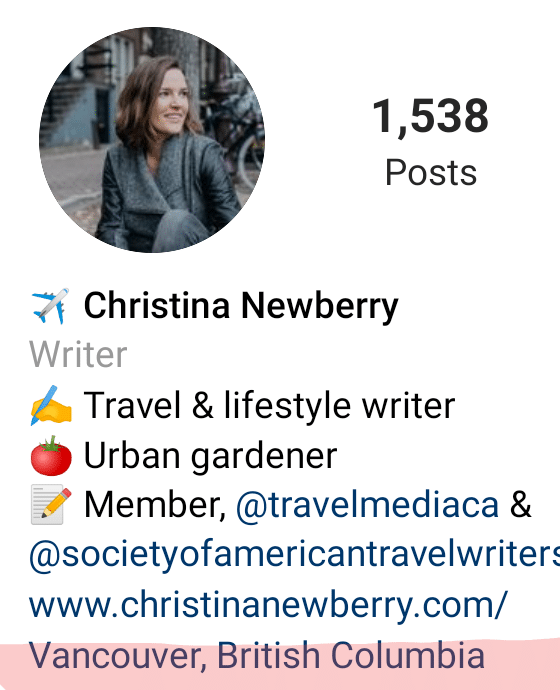 1,538
Posts
✈️ Christina Newberry
Writer
✍️ Travel & lifestyle writer
🍅 Urban gardener
📝 Member, @travelmediaca &
@societyofamericantravelwriters
www.christinanewberry.com/
Vancouver, British Columbia